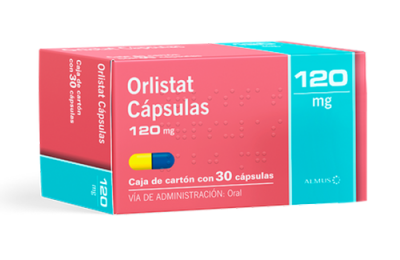 Orlistat
Cápsulas
120 mg
Caja de cartón con 30 cápsulas
VÍA DE ADMINISTRACIÓN: Oral
120
mg
ALMUS
Orlistat
Cápsulas
Caja de cartón
con 30 cápsulas
120
mg